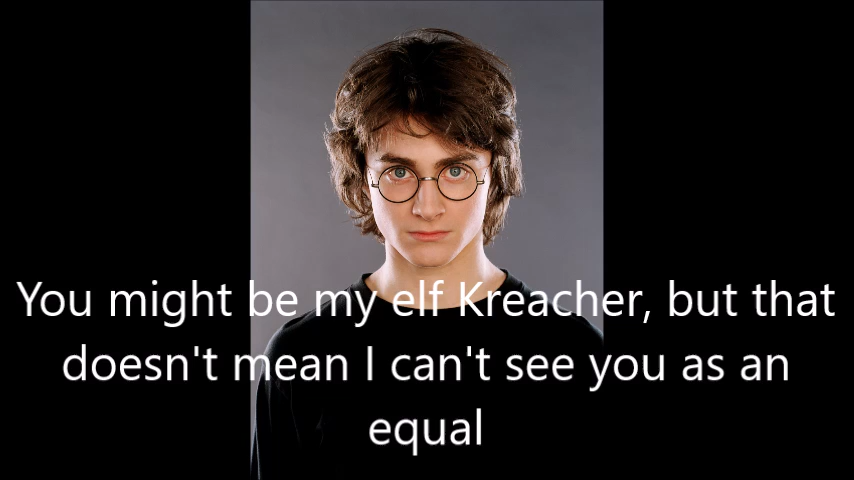 You might be my elf Kreacher, but that
doesn't mean I can't see you as an
equal